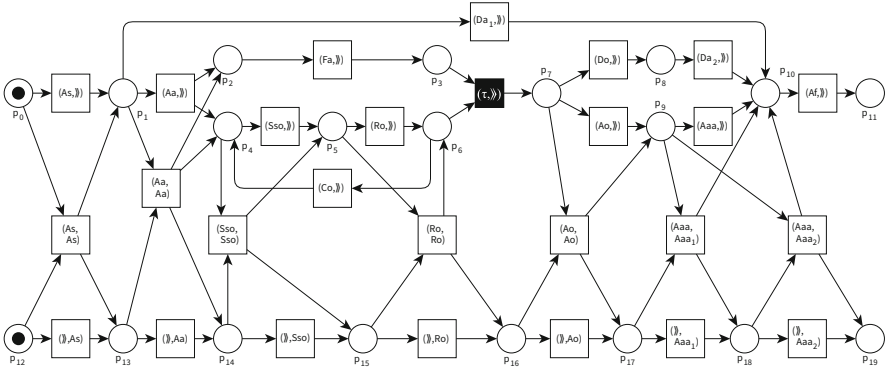 (Da₁,⟫)
(As,⟫)
(Aa,⟫)
(Fa,⟫)
(Do,⟫)
(Da₂,⟫)
(Sso,⟫)
(Ro,⟫)
(τ,⟫)
(Ao,⟫)
(Aaa,⟫)
(Af,⟫)
p₀
p₁
p₂
p₃
p₄
p₅
p₆
p₇
p₈
p₉
p₁₀
p₁₁
(Co,⟫)
(Aa,
Aa)
(As,
As)
(Sso,
Sso)
(Ro,
Ro)
(Ao,
Ao)
(Aaa,
Aaa₁)
(Aaa,
Aaa₂)
(⟫,As)
(⟫,Aa)
(⟫,Sso)
(⟫,Ro)
(⟫,Ao)
(⟫,
Aaa₁)
(⟫,
Aaa₂)
p₁₂
p₁₃
p₁₄
p₁₅
p₁₆
p₁₇
p₁₈
p₁₉